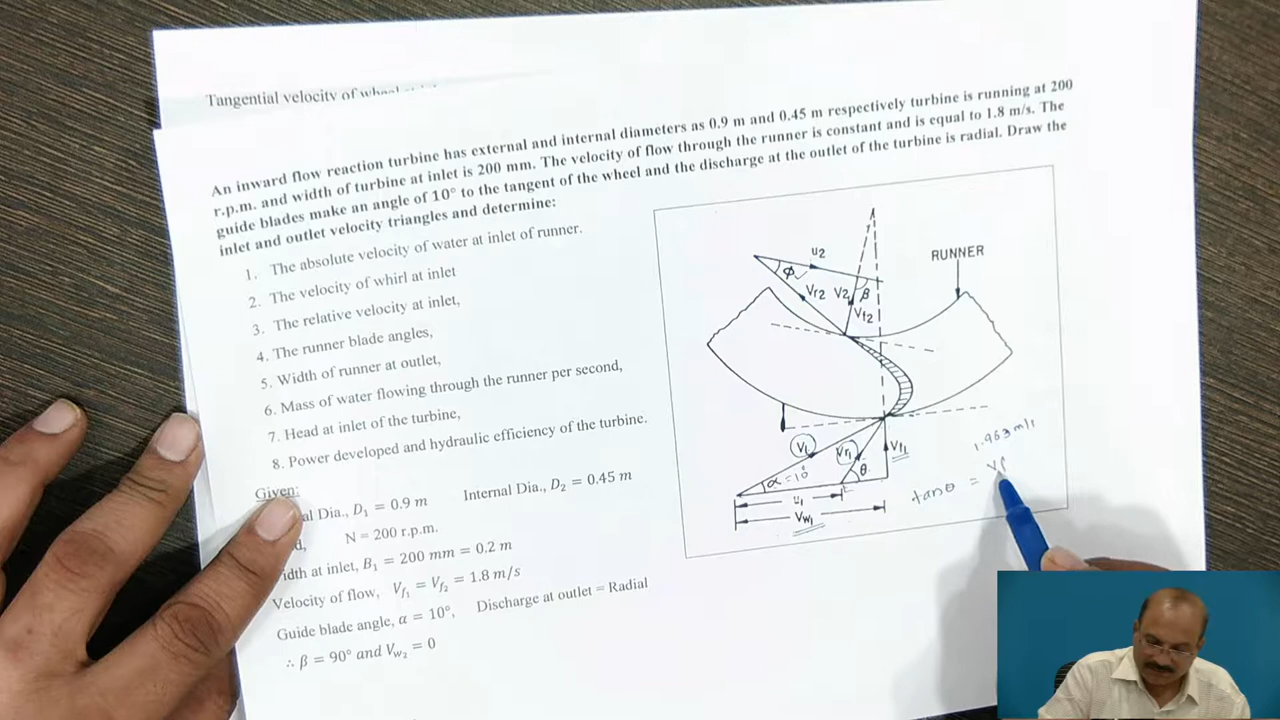 Tangential velocity of wheel
An inward flow reaction turbine has external and internal diameters as 0.9 m and 0.45 m respectively turbine is running at 200
r.p.m. and width of turbine at inlet is 200 mm. The velocity of flow through the runner is constant and is equal to 1.8 m/s. The
guide blades make an angle of 10° to the tangent of the wheel and the discharge at the outlet of the turbine is radial. Draw the
inlet and outlet velocity triangles and determine:
1. The absolute velocity of water at inlet of runner.
2. The velocity of whirl at inlet
3. The relative velocity at inlet,
4. The runner blade angles,
5. Width of runner at outlet,
6. Mass of water flowing through the runner per second,
7. Head at inlet of the turbine,
8. Power developed and hydraulic efficiency of the turbine.
Given:
al Dia., D₁ = 0.9 m Internal Dia., D₂ = 0.45 m
d, N = 200 r.p.m.
idth at inlet, B₁ = 200 mm = 0.2 m
Velocity of flow, Vf₁ = Vf₂ = 1.8 m/s
Guide blade angle, α = 10°, Discharge at outlet = Radial
∴ β = 90° and Vw₂ = 0
u2
ϕ
Vr2 V2 β
Vf2
RUNNER
V1 Vr1 Vf1
α = 10° θ
u1
Vw1
1.963 m/s
tanθ = Vf